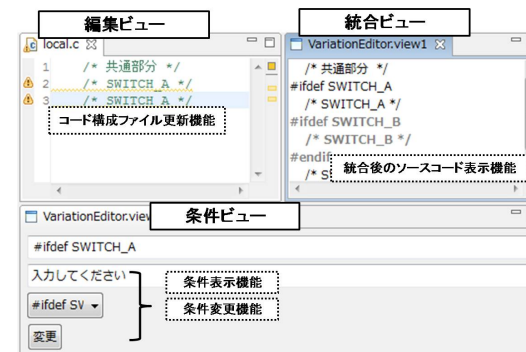 編集ビュー
local.c
1 /* 共通部分 */
2 /* SWITCH_A */
3 /* SWITCH_A */
コード構成ファイル更新機能
統合ビュー
VariationEditor.view1
/* 共通部分 */
#ifdef SWITCH_A
/* SWITCH_A */
#ifdef SWITCH_B
/* SWITCH_B */
#endif
/* S
統合後のソースコード表示機能
条件ビュー
VariationEditor.view
#ifdef SWITCH_A
入力してください
条件表示機能
#ifdef SV
条件変更機能
変更